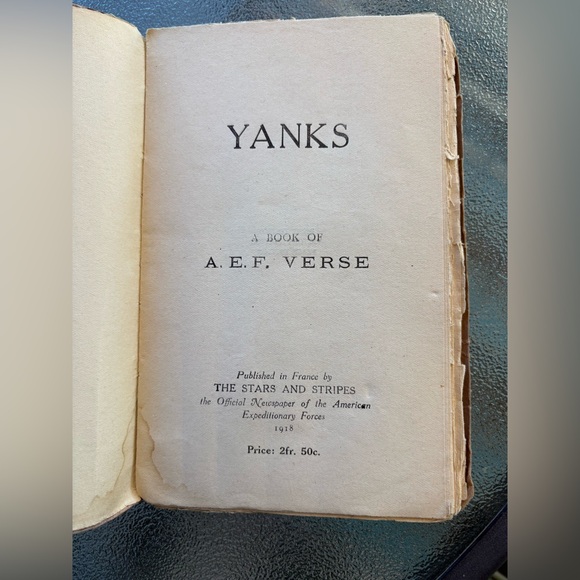 YANKS
A BOOK OF
A. E. F. VERSE
Published in France by
THE STARS AND STRIPES
the Official Newspaper of the American
Expeditionary Forces
1918
Price: 2fr. 50c.